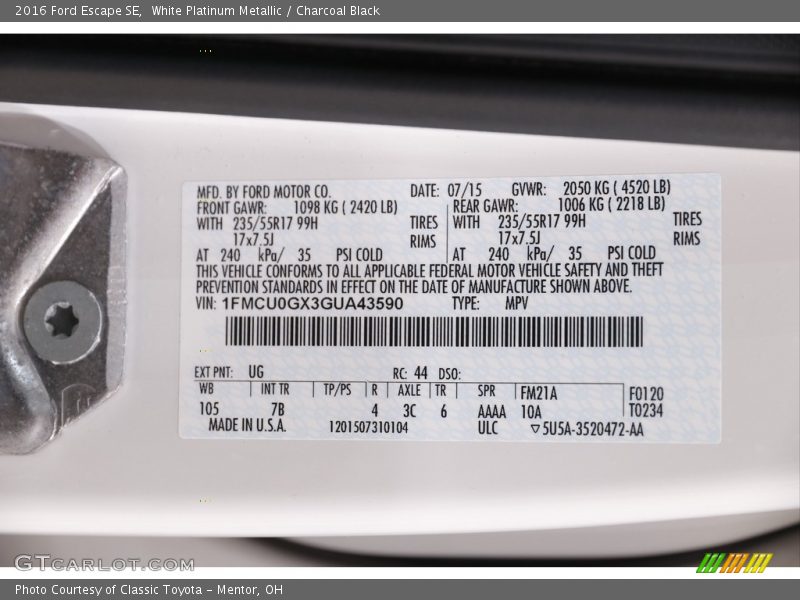 2016 Ford Escape SE, White Platinum Metallic / Charcoal Black
MFD. BY FORD MOTOR CO. DATE: 07/15 GVWR: 2050 KG ( 4520 LB)
FRONT GAWR: 1098 KG ( 2420 LB) REAR GAWR: 1006 KG ( 2218 LB)
WITH 235/55R17 99H TIRES WITH 235/55R17 99H TIRES
17x7.5J RIMS 17x7.5J RIMS
AT 240 kPa/ 35 PSI COLD AT 240 kPa/ 35 PSI COLD
THIS VEHICLE CONFORMS TO ALL APPLICABLE FEDERAL MOTOR VEHICLE SAFETY AND THEFT
PREVENTION STANDARDS IN EFFECT ON THE DATE OF MANUFACTURE SHOWN ABOVE.
VIN: 1FMCU0GX3GUA43590 TYPE: MPV
EXT PNT: UG RC: 44 DSO:
WB INT TR TP/PS R AXLE TR SPR FM21A F0120
105 7B 4 3C 6 AAAA 10A T0234
MADE IN U.S.A. 1201507310104 ULC ▽5U5A-3520472-AA
GTCARLOT.COM
Photo Courtesy of Classic Toyota - Mentor, OH